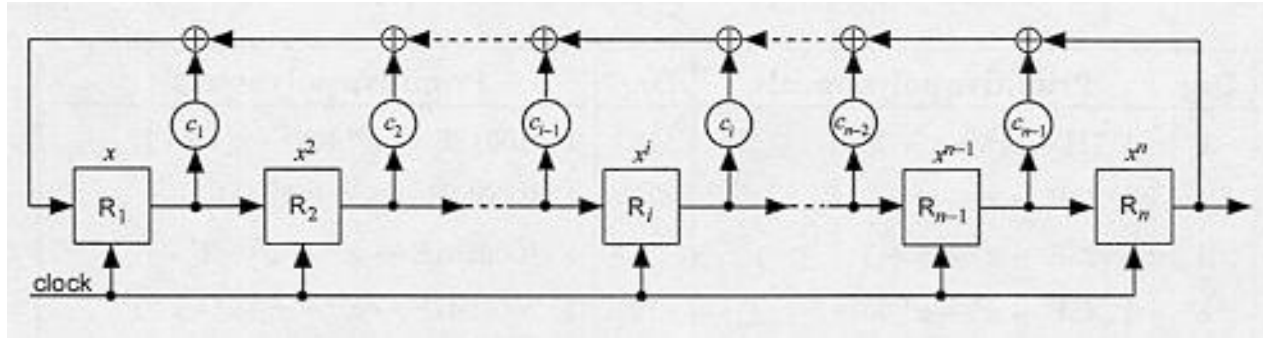 c₁ c₂ cᵢ₋₁ cᵢ cₙ₋₂ cₙ₋₁
x x² xⁱ xⁿ⁻¹ xⁿ
R₁ R₂ Rᵢ Rₙ₋₁ Rₙ
clock